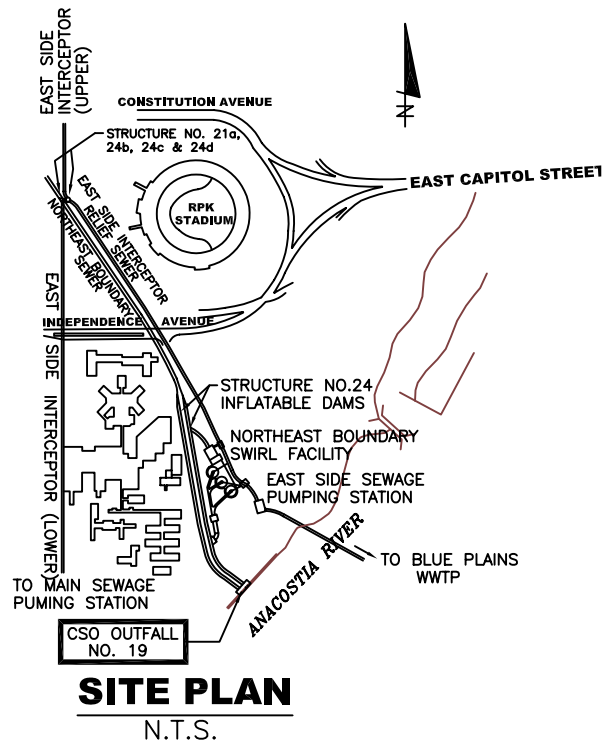 EAST SIDE
INTERCEPTOR
(UPPER)
CONSTITUTION AVENUE
N
STRUCTURE NO. 21a,
24b, 24c & 24d
EAST CAPITOL STREET
RPK
STADIUM
EAST SIDE INTERCEPTOR
RELIEF SEWER
NORTHEAST BOUNDARY
SEWER
INDEPENDENCE AVENUE
EAST SIDE INTERCEPTOR (LOWER)
STRUCTURE NO.24
INFLATABLE DAMS
NORTHEAST BOUNDARY
SWIRL FACILITY
EAST SIDE SEWAGE
PUMPING STATION
ANACOSTIA RIVER
TO BLUE PLAINS
WWTP
TO MAIN SEWAGE
PUMING STATION
CSO OUTFALL
NO. 19
SITE PLAN
N.T.S.